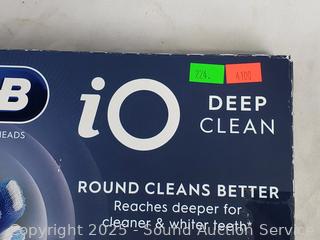 224.
4100
B
iO
DEEP
CLEAN
HEADS
ROUND CLEANS BETTER
Reaches deeper for
cleaner & whiter teeth*
Copyright 2025 - Sound Auction Service